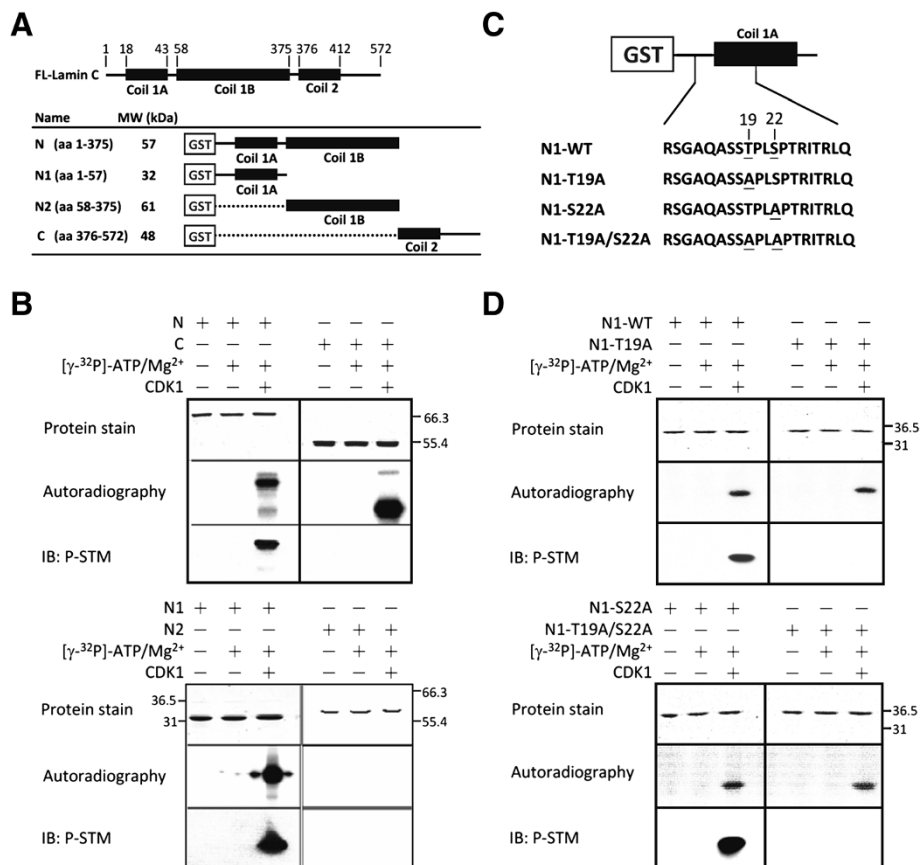 A
1 18 43 58 375 376 412 572
FL-Lamin C
Coil 1A Coil 1B Coil 2
Name MW (kDa)
N (aa 1-375) 57 GST Coil 1A Coil 1B
N1 (aa 1-57) 32 GST Coil 1A
N2 (aa 58-375) 61 GST Coil 1B
C (aa 376-572) 48 GST Coil 2
C
GST Coil 1A
19 22
N1-WT RSGAQASSTPLSPTRITRLQ
N1-T19A RSGAQASSAPLSPTRITRLQ
N1-S22A RSGAQASSTPLAPTRITRLQ
N1-T19A/S22A RSGAQASSAPLAPTRITRLQ
B
N + + + − − −
C − − − + + +
[γ-³²P]-ATP/Mg²⁺ − + + − + +
CDK1 − − + − − +
Protein stain 66.3
55.4
Autoradiography
IB: P-STM
N1 + + + − − −
N2 − − − + + +
[γ-³²P]-ATP/Mg²⁺ − + + − + +
CDK1 − − + − − +
66.3
Protein stain 36.5
31 55.4
Autoradiography
IB: P-STM
D
N1-WT + + + − − −
N1-T19A − − − + + +
[γ-³²P]-ATP/Mg²⁺ − + + − + +
CDK1 − − + − − +
Protein stain 36.5
31
Autoradiography
IB: P-STM
N1-S22A + + + − − −
N1-T19A/S22A − − − + + +
[γ-³²P]-ATP/Mg²⁺ − + + − + +
CDK1 − − + − − +
Protein stain 36.5
31
Autoradiography
IB: P-STM